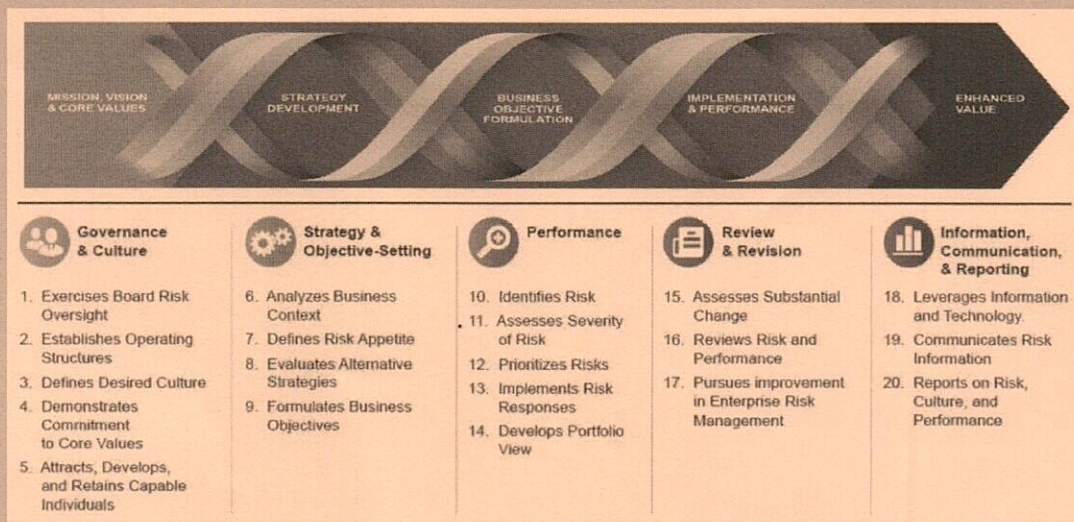 MISSION, VISION
& CORE VALUES
STRATEGY
DEVELOPMENT
BUSINESS
OBJECTIVE
FORMULATION
IMPLEMENTATION
& PERFORMANCE
ENHANCED
VALUE
Governance
& Culture
1. Exercises Board Risk
Oversight
2. Establishes Operating
Structures
3. Defines Desired Culture
4. Demonstrates
Commitment
to Core Values
5. Attracts, Develops,
and Retains Capable
Individuals
Strategy &
Objective-Setting
6. Analyzes Business
Context
7. Defines Risk Appetite
8. Evaluates Alternative
Strategies
9. Formulates Business
Objectives
Performance
10. Identifies Risk
11. Assesses Severity
of Risk
12. Prioritizes Risks
13. Implements Risk
Responses
14. Develops Portfolio
View
Review
& Revision
15. Assesses Substantial
Change
16. Reviews Risk and
Performance
17. Pursues improvement
in Enterprise Risk
Management
Information,
Communication,
& Reporting
18. Leverages Information
and Technology.
19. Communicates Risk
Information
20. Reports on Risk,
Culture, and
Performance